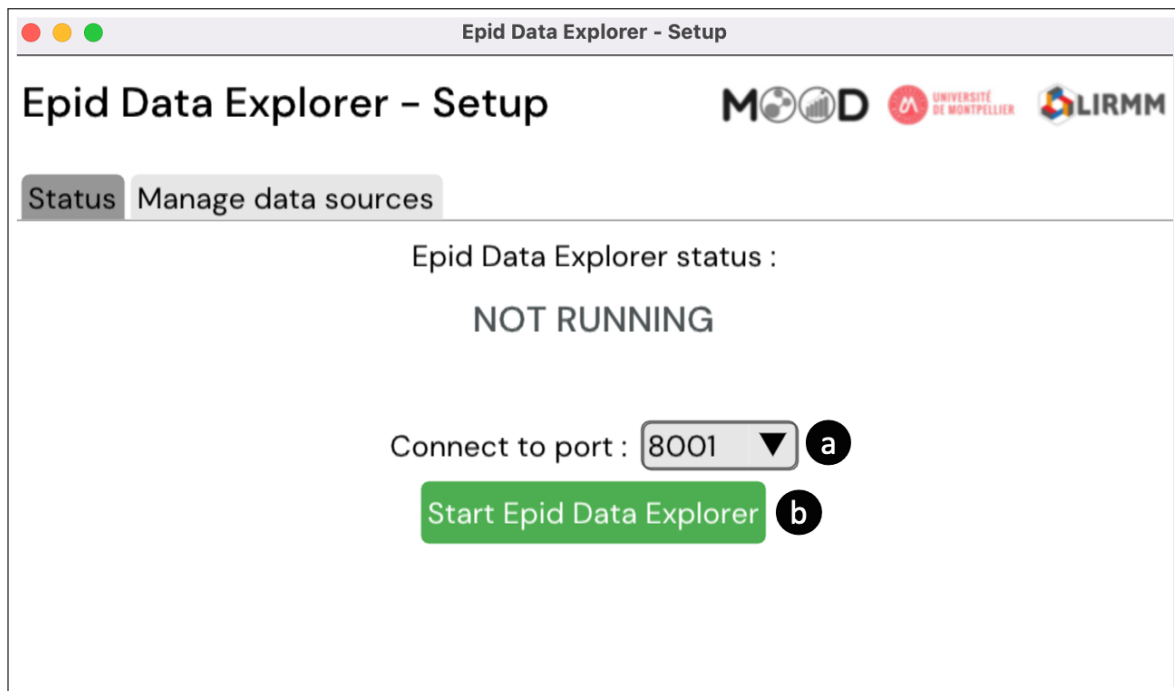 Epid Data Explorer - Setup
Epid Data Explorer – Setup
MOOD
UNIVERSITÉ
DE MONTPELLIER
LIRMM
Status Manage data sources
Epid Data Explorer status :
NOT RUNNING
Connect to port : 8001 a
Start Epid Data Explorer b